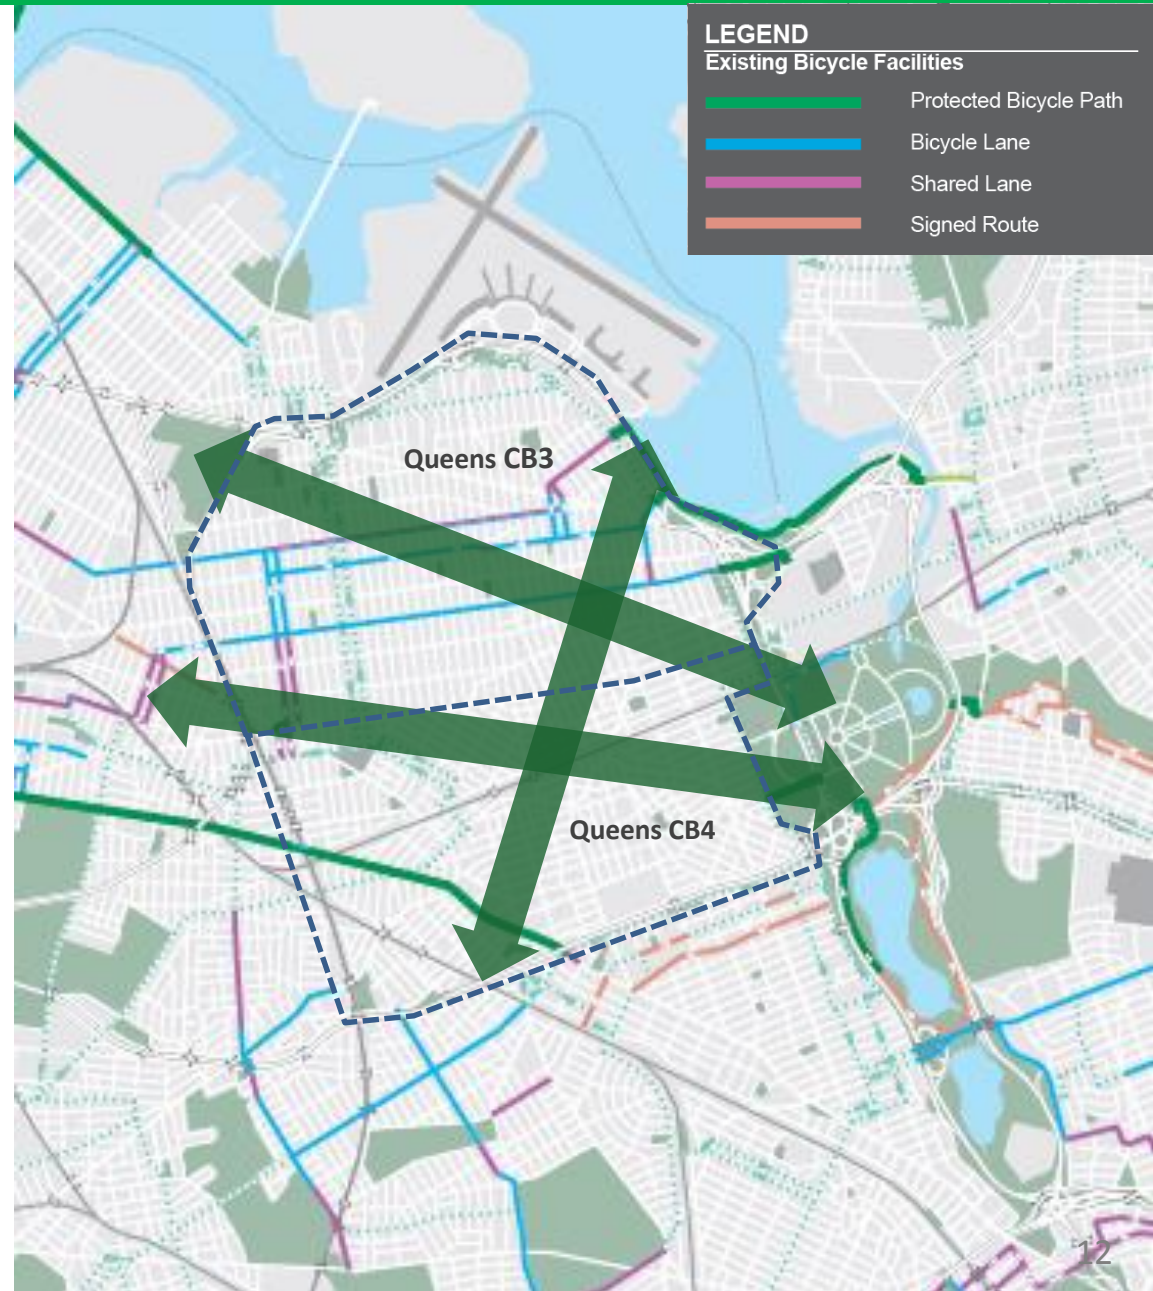 LEGEND
Existing Bicycle Facilities
Protected Bicycle Path
Bicycle Lane
Shared Lane
Signed Route
Queens CB3
Queens CB4
12